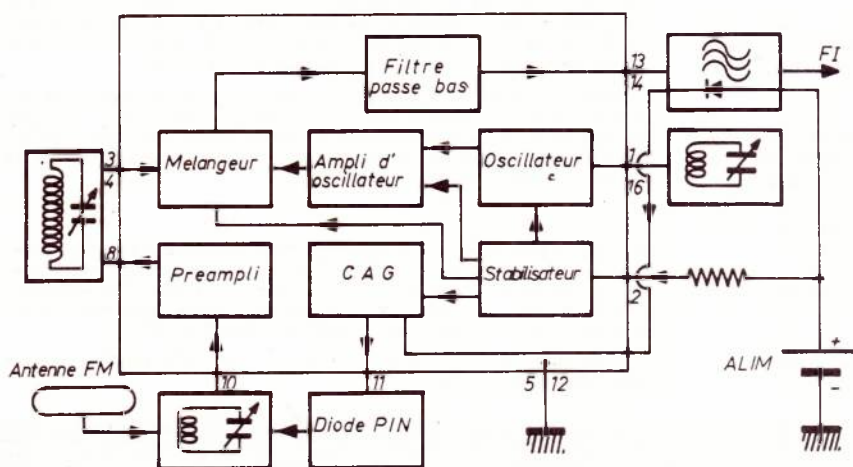 Filtre
passe bas
13
14
FI
3
4
Melangeur
Ampli d'
oscillateur
Oscillateur
c
1
16
8
Preampli
C A G
Stabilisateur
2
Antenne FM
10
11
5 12
ALIM
+
-
Diode PIN